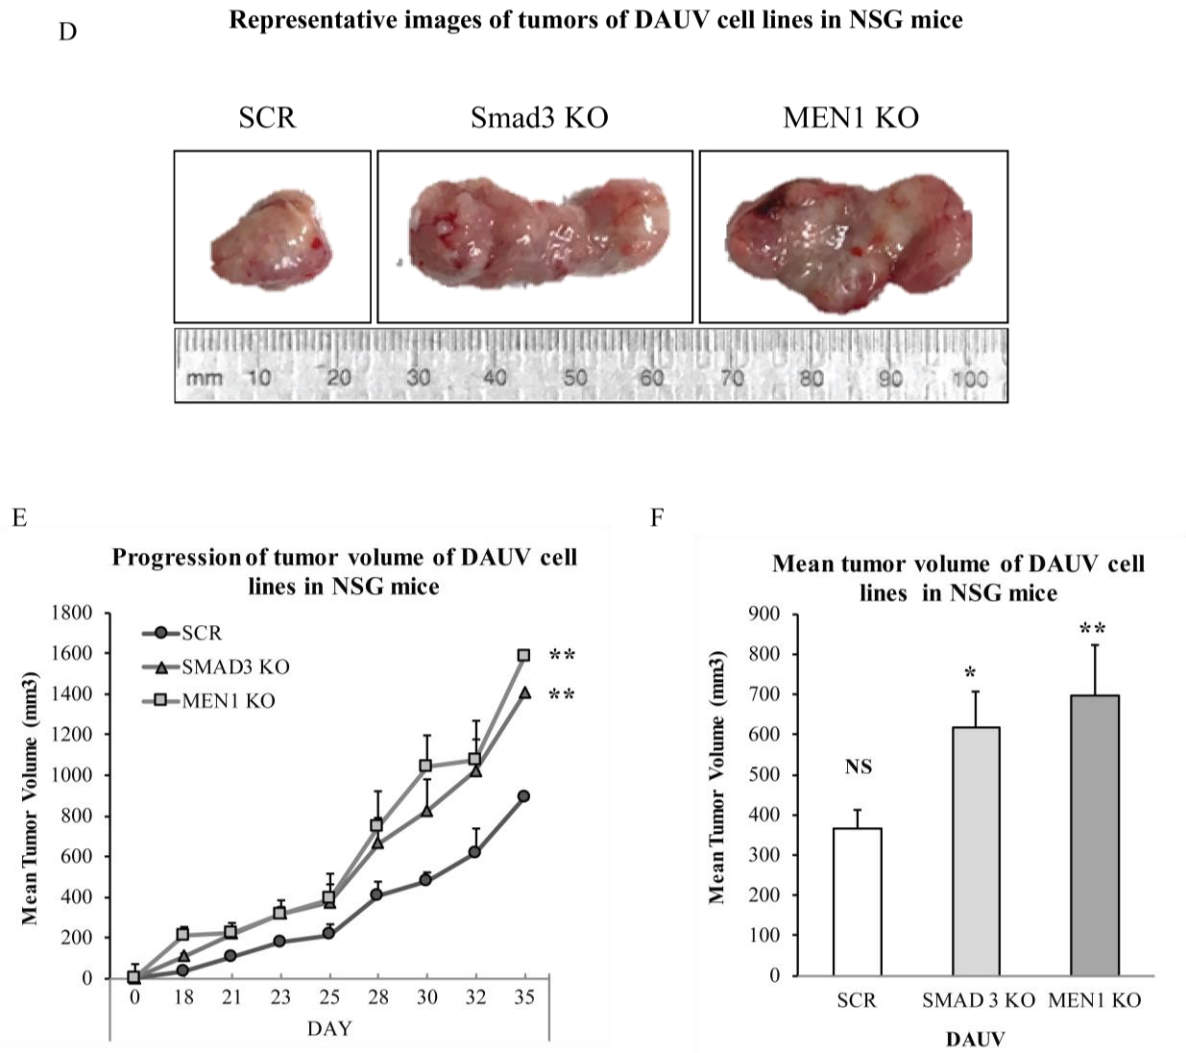 D
Representative images of tumors of DAUV cell lines in NSG mice
SCR
Smad3 KO
MEN1 KO
mm 10 20 30 40 50 60 70 80 90 100
E
Progression of tumor volume of DAUV cell
lines in NSG mice
Mean Tumor Volume (mm3)
1800
1600
1400
1200
1000
800
600
400
200
0
SCR
SMAD3 KO
MEN1 KO
**
**
0 18 21 23 25 28 30 32 35
DAY
F
Mean tumor volume of DAUV cell
lines in NSG mice
Mean Tumor Volume (mm3)
900
800
700
600
500
400
300
200
100
0
NS
*
**
SCR
SMAD 3 KO
MEN1 KO
DAUV